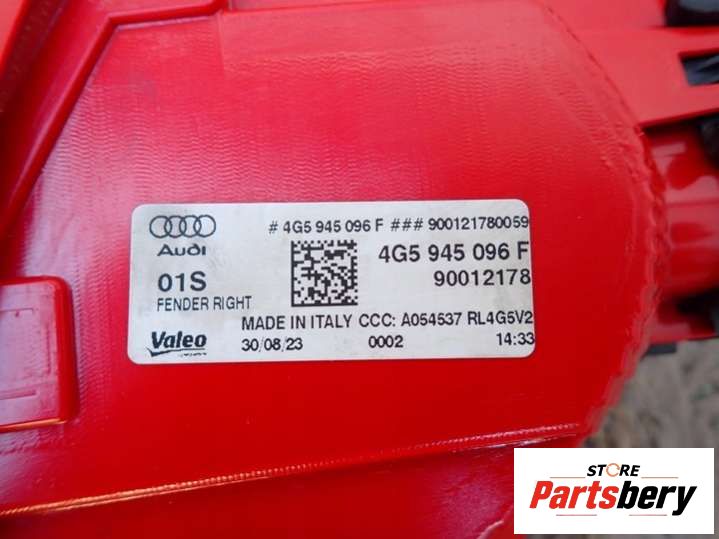 # 4G5 945 096 F ### 900121780059
Audi
4G5 945 096 F
01S
90012178
FENDER RIGHT
MADE IN ITALY CCC: A054537 RL4G5V2
Valeo
30/08/23 0002 14:33
STORE
Partsbery